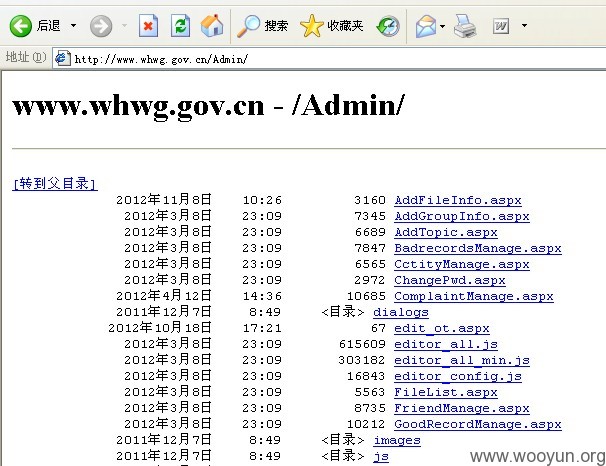 后退 搜索 收藏夹
地址(D) http://www.whwg.gov.cn/Admin/
www.whwg.gov.cn - /Admin/
[转到父目录]
2012年11月8日 10:26 3160 AddFileInfo.aspx
2012年3月8日 23:09 7345 AddGroupInfo.aspx
2012年3月8日 23:09 6689 AddTopic.aspx
2012年3月8日 23:09 7847 BadrecordsManage.aspx
2012年3月8日 23:09 6565 CctityManage.aspx
2012年3月8日 23:09 2972 ChangePwd.aspx
2012年4月12日 14:36 10685 ComplaintManage.aspx
2011年12月7日 8:49 <目录> dialogs
2012年10月18日 17:21 67 edit_ot.aspx
2012年3月8日 23:09 615609 editor_all.js
2012年3月8日 23:09 303182 editor_all_min.js
2012年3月8日 23:09 16843 editor_config.js
2012年3月8日 23:09 5563 FileList.aspx
2012年3月8日 23:09 8735 FriendManage.aspx
2012年3月8日 23:09 10212 GoodRecordManage.aspx
2011年12月7日 8:49 <目录> images
2011年12月7日 8:49 <目录> js
www.wooyun.org